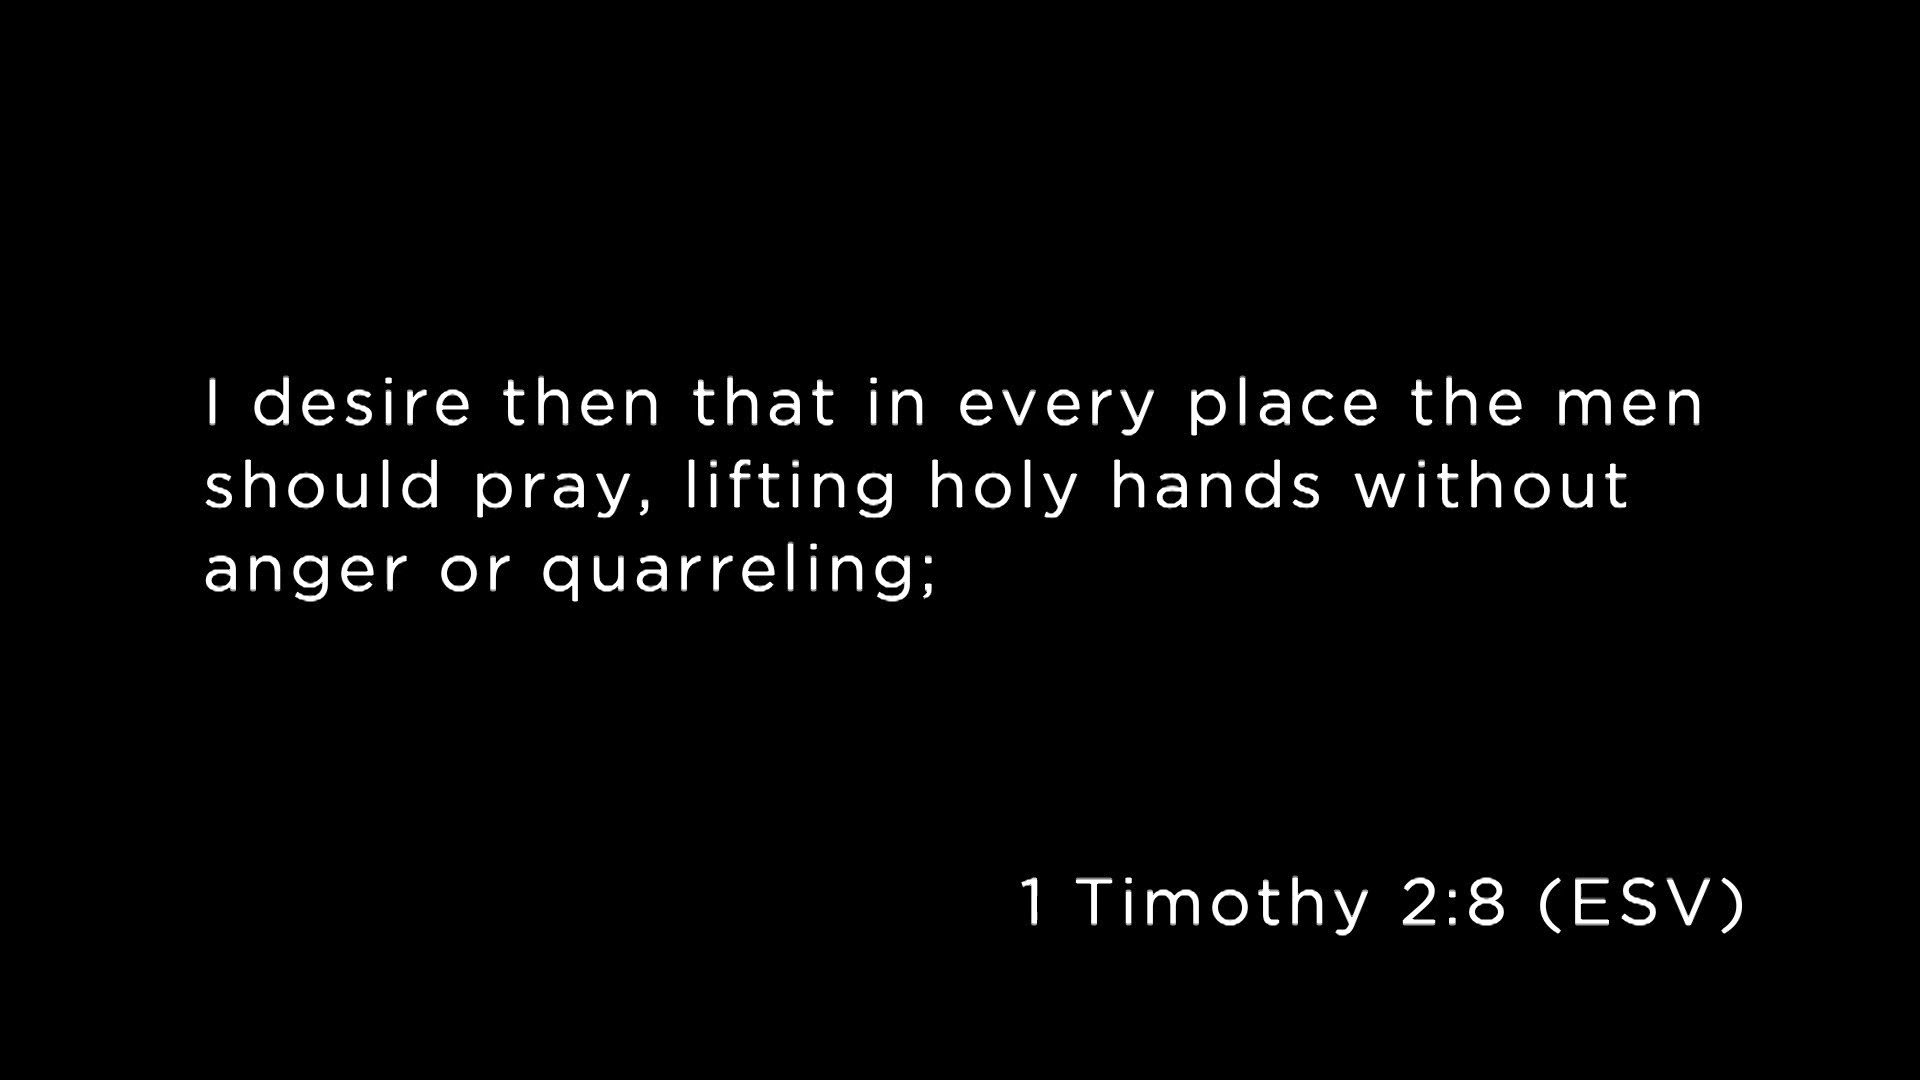 I desire then that in every place the men
should pray, lifting holy hands without
anger or quarreling;
1 Timothy 2:8 (ESV)